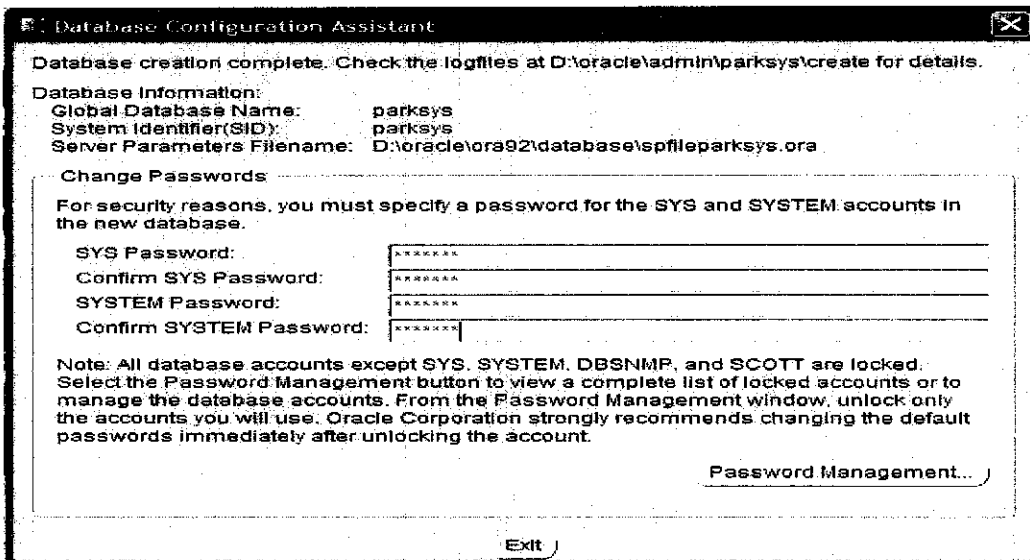 Database Configuration Assistant
Database creation complete. Check the logfiles at D:\oracle\admin\parksys\create for details.
Database Information:
Global Database Name: parksys
System Identifier(SID): parksys
Server Parameters Filename: D:\oracle\ora92\database\spfileparksys.ora
Change Passwords
For security reasons, you must specify a password for the SYS and SYSTEM accounts in
the new database.
SYS Password: *******
Confirm SYS Password: *******
SYSTEM Password: *******
Confirm SYSTEM Password: *******
Note: All database accounts except SYS, SYSTEM, DBSNMP, and SCOTT are locked.
Select the Password Management button to view a complete list of locked accounts or to
manage the database accounts. From the Password Management window, unlock only
the accounts you will use. Oracle Corporation strongly recommends changing the default
passwords immediately after unlocking the account.
Password Management...
Exit